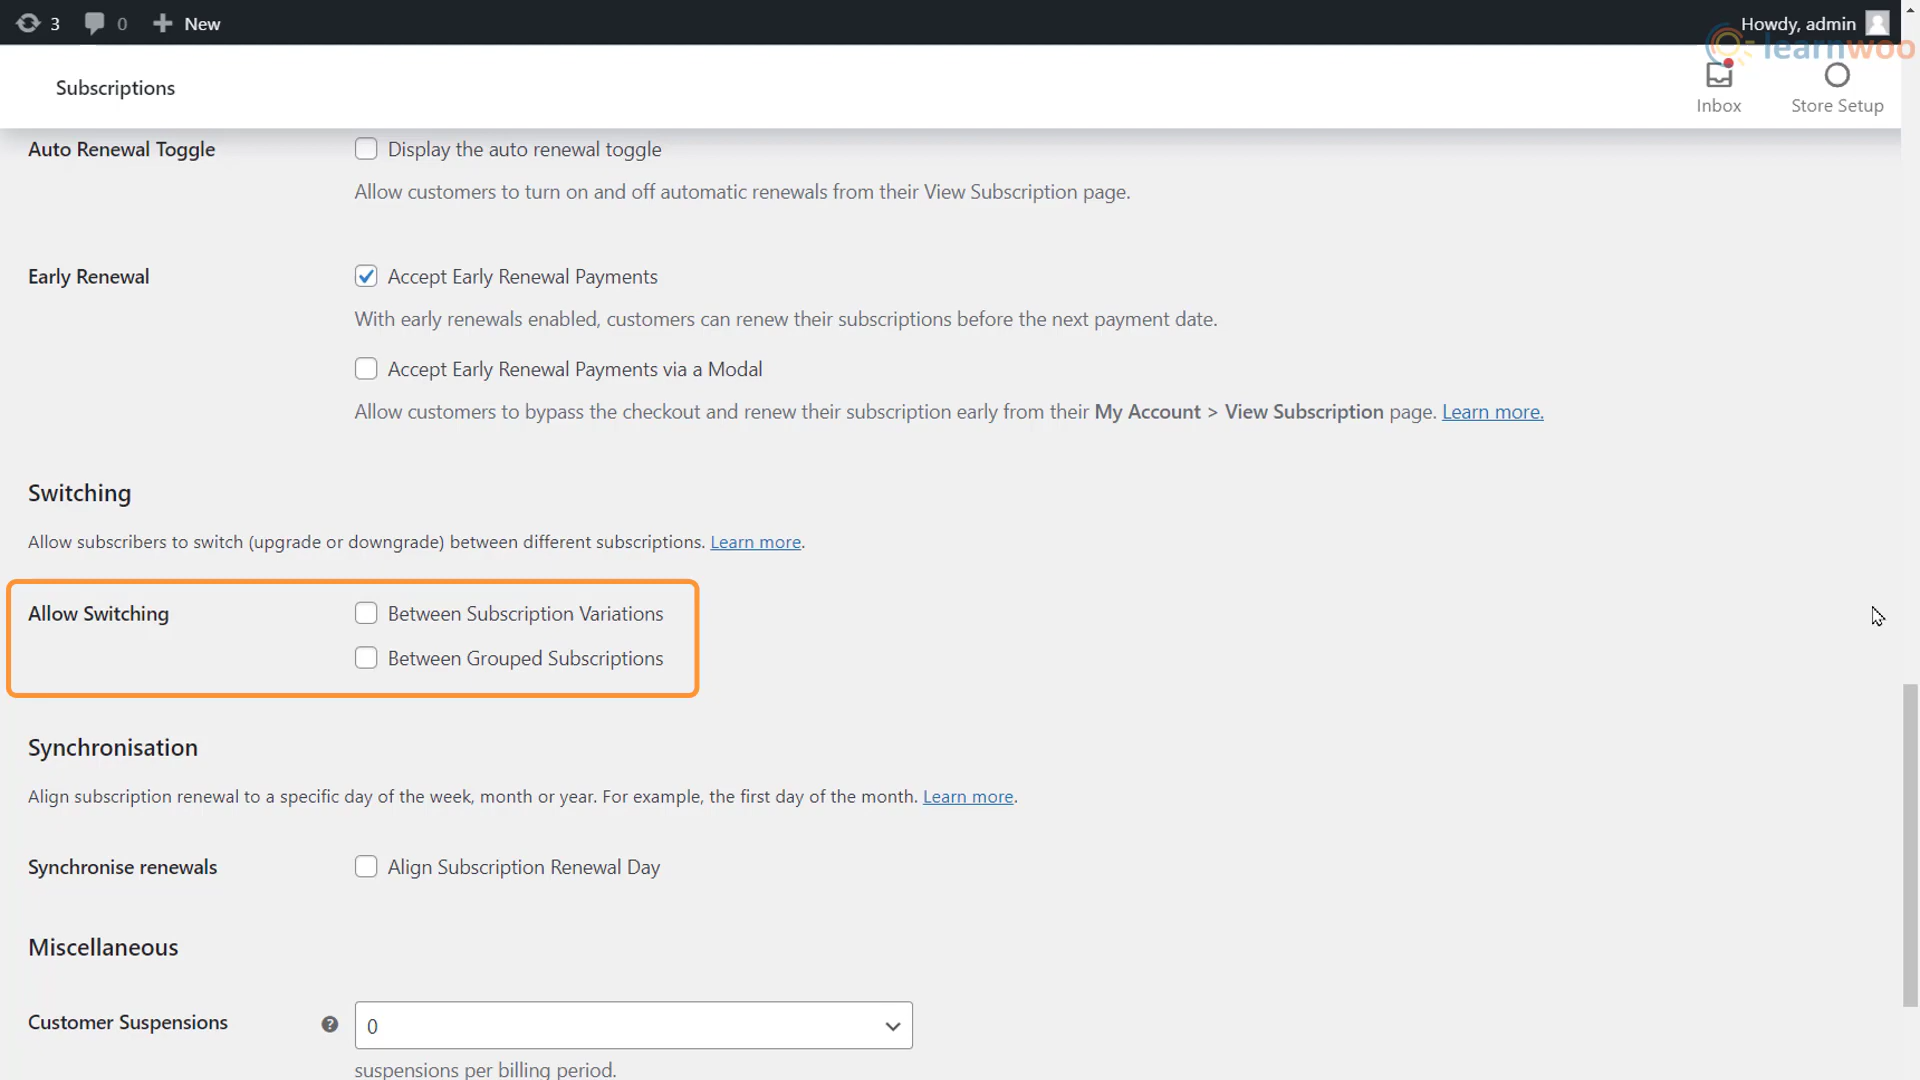 3 0 New Howdy, admin
learnwoo
Subscriptions
Inbox Store Setup
Auto Renewal Toggle Display the auto renewal toggle
Allow customers to turn on and off automatic renewals from their View Subscription page.
Early Renewal Accept Early Renewal Payments
With early renewals enabled, customers can renew their subscriptions before the next payment date.
Accept Early Renewal Payments via a Modal
Allow customers to bypass the checkout and renew their subscription early from their My Account > View Subscription page. Learn more.
Switching
Allow subscribers to switch (upgrade or downgrade) between different subscriptions. Learn more.
Allow Switching Between Subscription Variations
Between Grouped Subscriptions
Synchronisation
Align subscription renewal to a specific day of the week, month or year. For example, the first day of the month. Learn more.
Synchronise renewals Align Subscription Renewal Day
Miscellaneous
Customer Suspensions ? 0
suspensions per billing period.